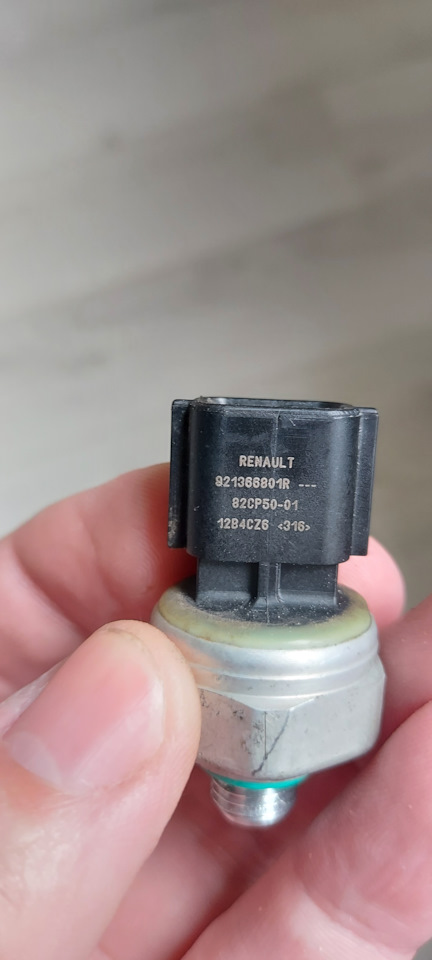 RENAULT
921366801R ---
82CP50-01
12B4CZ6 <316>